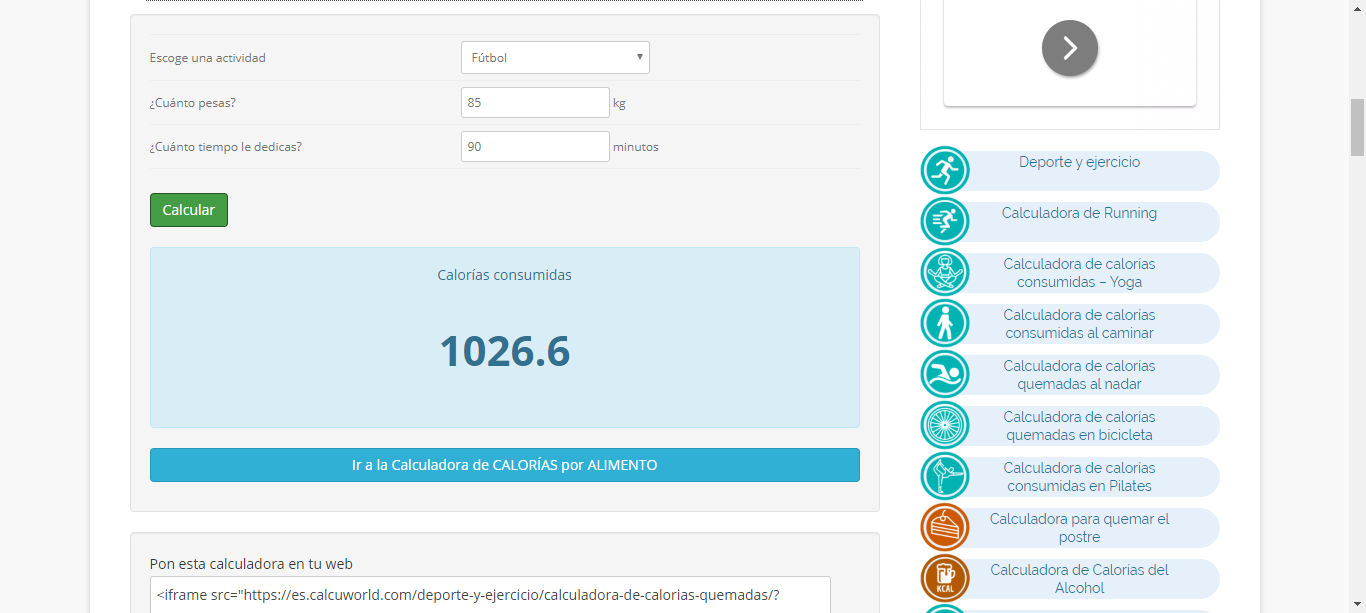 Escoge una actividad
Fútbol
¿Cuánto pesas?
85 kg
¿Cuánto tiempo le dedicas?
90 minutos
Calcular
Calorías consumidas
1026.6
Ir a la Calculadora de CALORÍAS por ALIMENTO
Pon esta calculadora en tu web
<iframe src="https://es.calcuworld.com/deporte-y-ejercicio/calculadora-de-calorias-quemadas/?
Deporte y ejercicio
Calculadora de Running
Calculadora de calorías
consumidas – Yoga
Calculadora de calorías
consumidas al caminar
Calculadora de calorías
quemadas al nadar
Calculadora de calorías
quemadas en bicicleta
Calculadora de calorías
consumidas en Pilates
Calculadora para quemar el
postre
KCAL
Calculadora de Calorías del
Alcohol